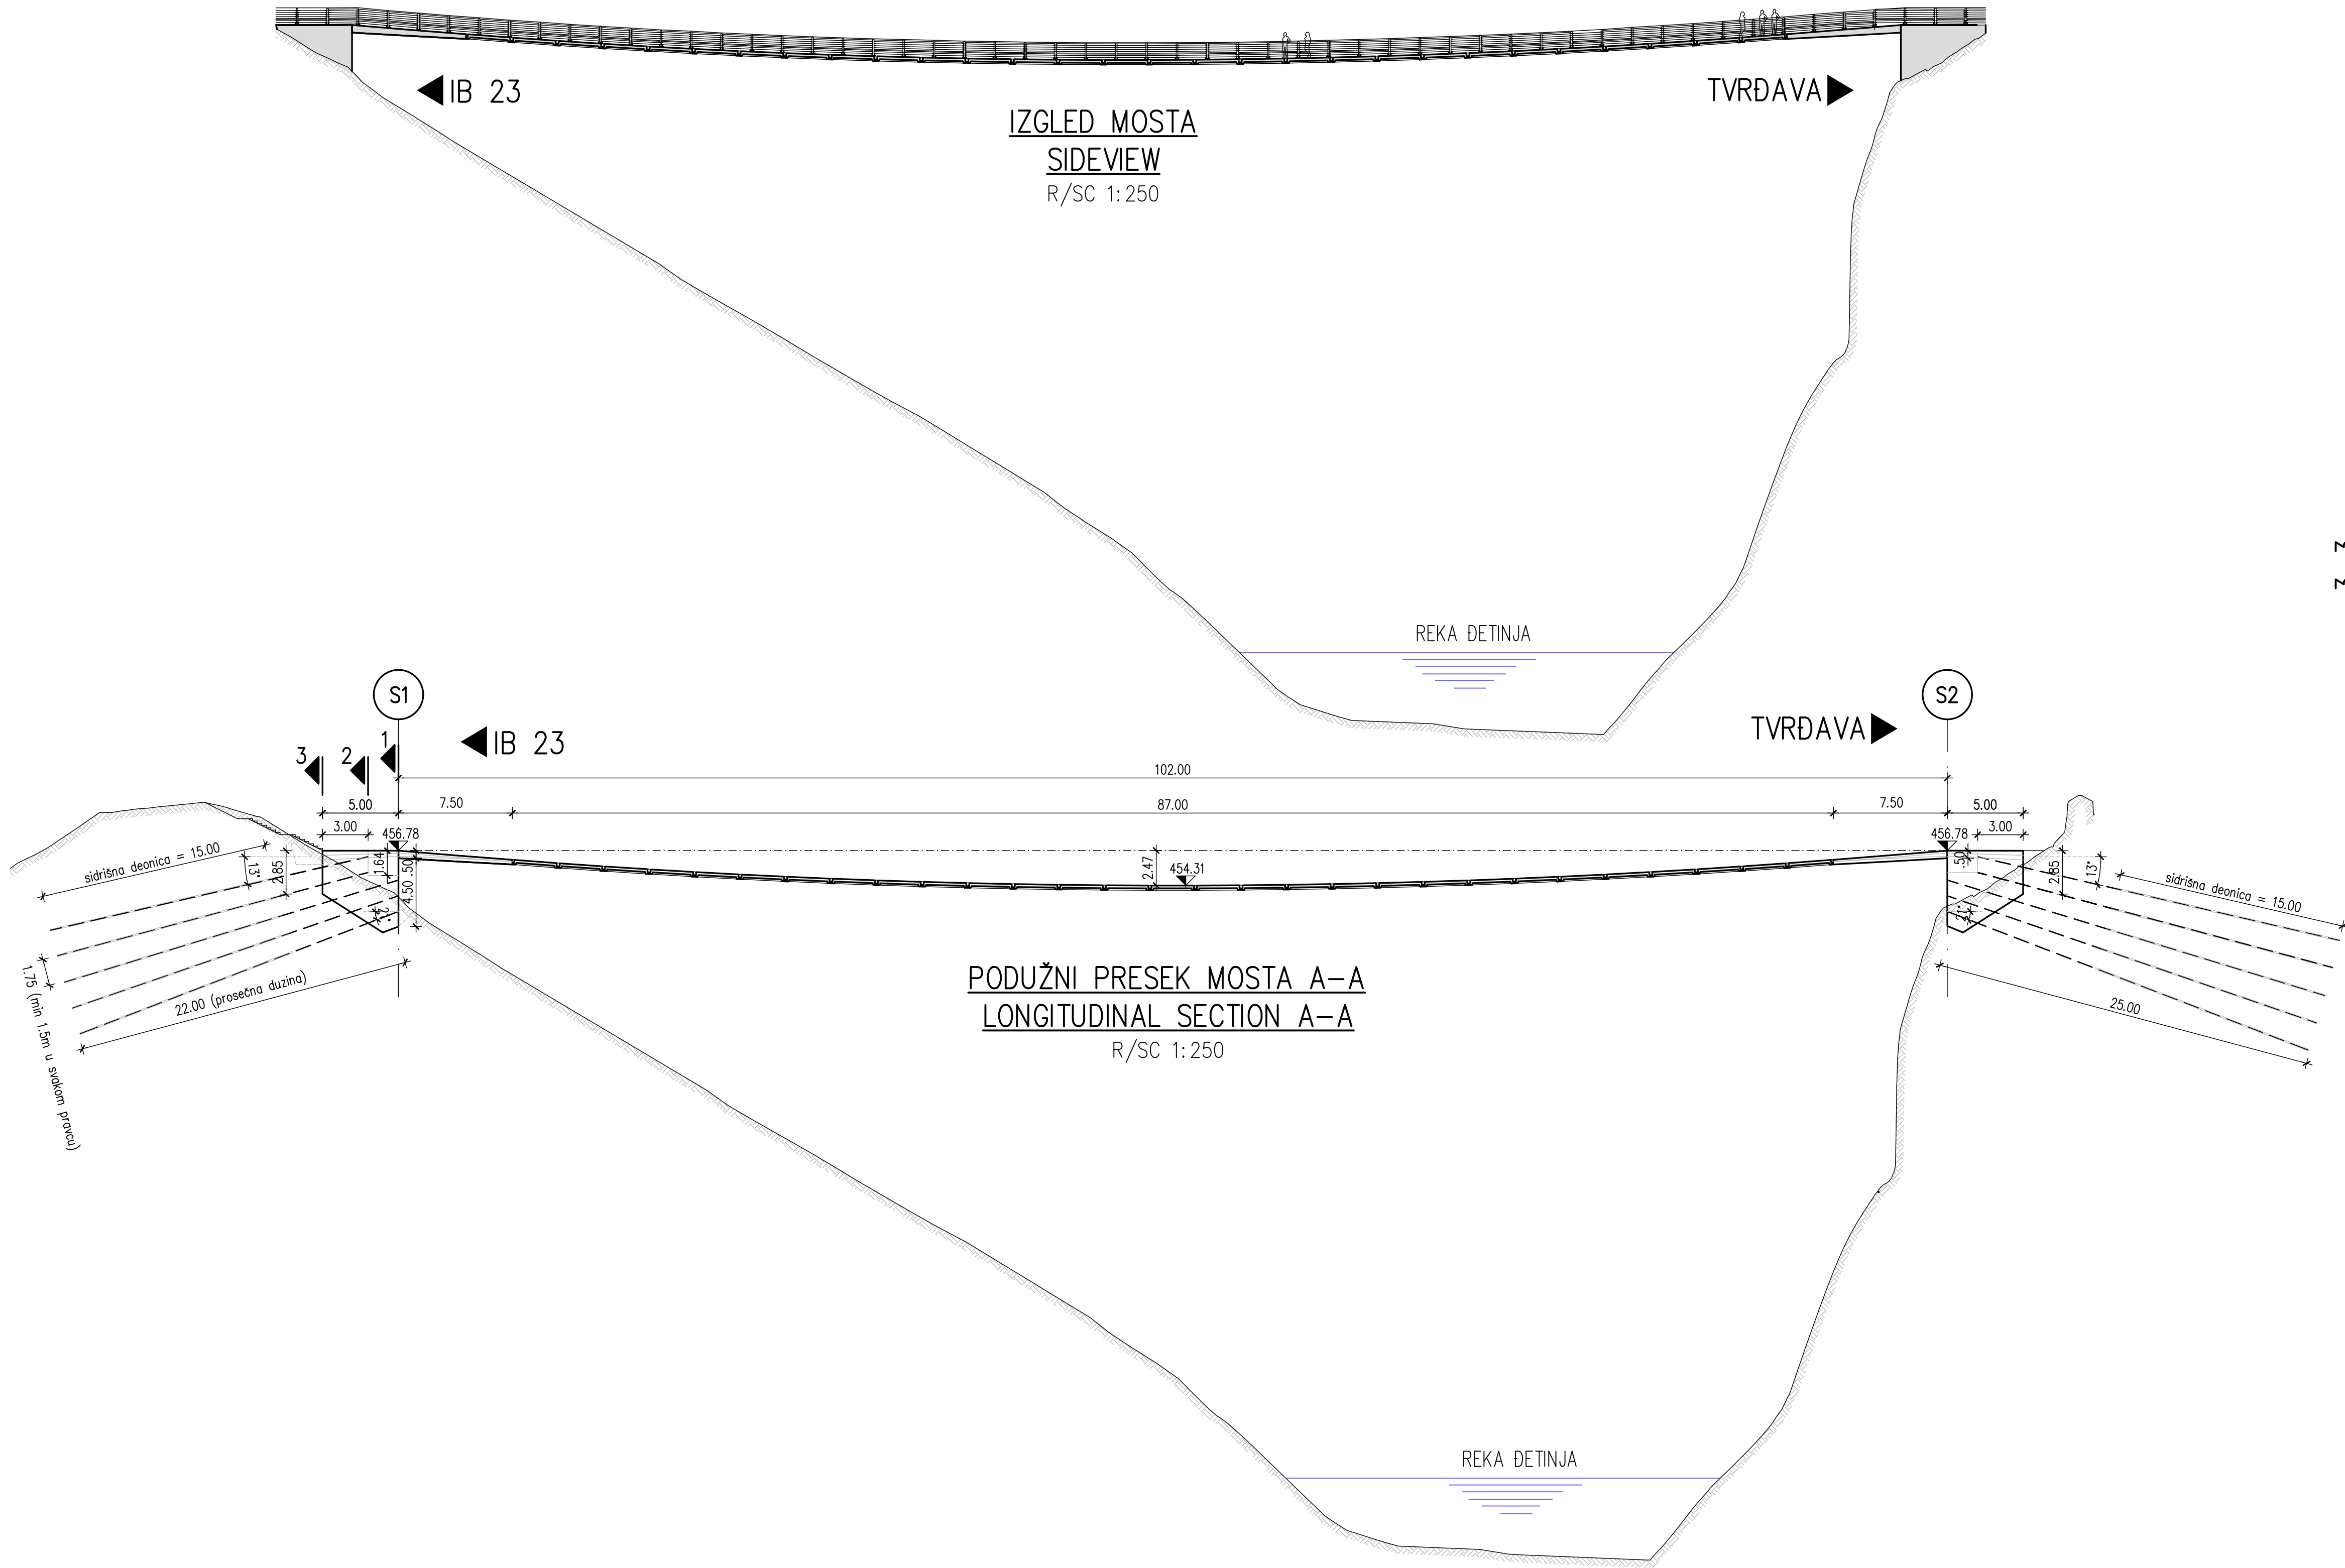 IB 23
TVRĐAVA
IZGLED MOSTA
SIDEVIEW
R/SC 1:250
REKA ĐETINJA
S1
S2
IB 23
TVRĐAVA
3
2
1
102.00
5.00
7.50
87.00
7.50
5.00
3.00
456.78
456.78
3.00
sidrišna deonica = 15.00
13°
2.85
1.64
4.50
.50
2.47
454.31
.50
2.85
13°
sidrišna deonica = 15.00
21°
1.75 (min 1.5m u svakom pravcu)
22.00 (prosečna duzina)
25.00
PODUŽNI PRESEK MOSTA A-A
LONGITUDINAL SECTION A-A
R/SC 1:250
REKA ĐETINJA